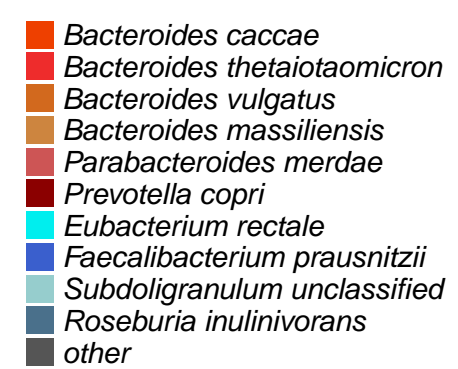 Bacteroides caccae
Bacteroides thetaiotaomicron
Bacteroides vulgatus
Bacteroides massiliensis
Parabacteroides merdae
Prevotella copri
Eubacterium rectale
Faecalibacterium prausnitzii
Subdoligranulum unclassified
Roseburia inulinivorans
other